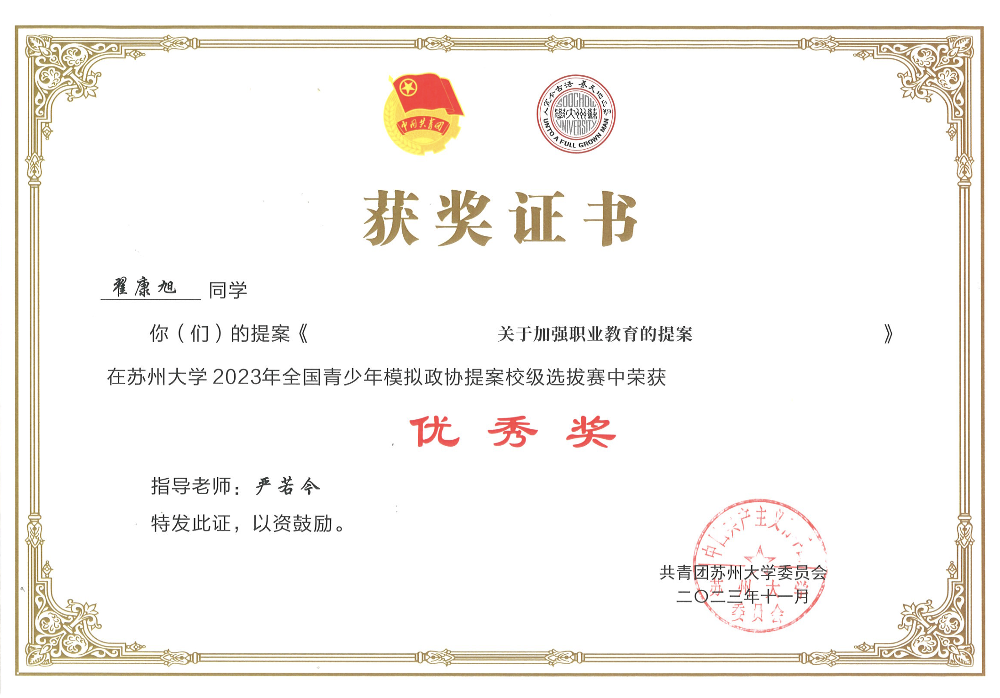 中国共青团
养天地正气 法古今完人
SOOCHOW
蘇州大學
UNIVERSITY
UNTO A FULL GROWN MAN
获奖证书
翟康旭 同学
你（们）的提案《 关于加强职业教育的提案 》
在苏州大学 2023年全国青少年模拟政协提案校级选拔赛中荣获
优秀奖
指导老师：严若今
特发此证，以资鼓励。
共青团苏州大学委员会
二〇二三年十一月
苏州大学
委员会